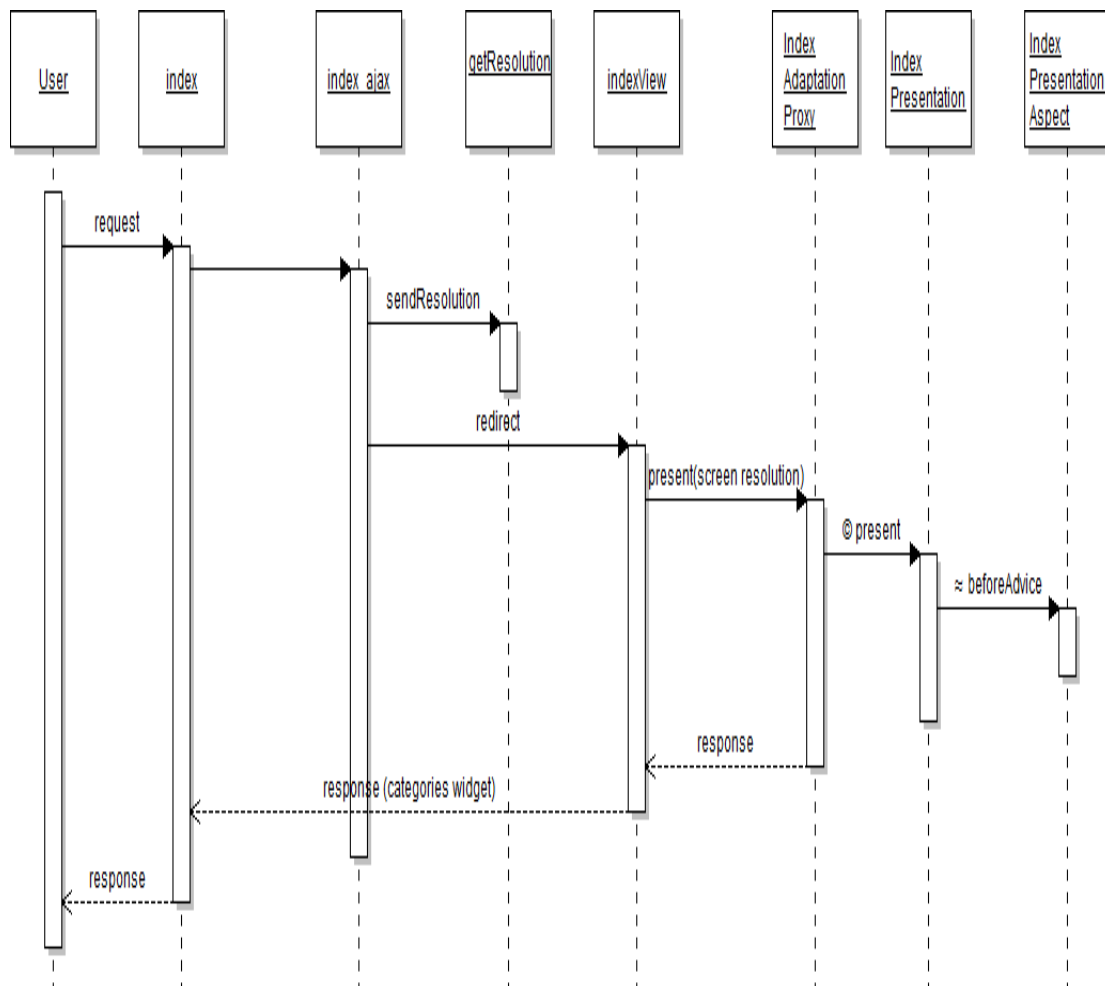 User
index
index_ajax
getResolution
indexView
Index
Adaptation
Proxy
Index
Presentation
Index
Presentation
Aspect
request
sendResolution
redirect
present(screen resolution)
© present
≈ beforeAdvice
response
response (categories widget)
response